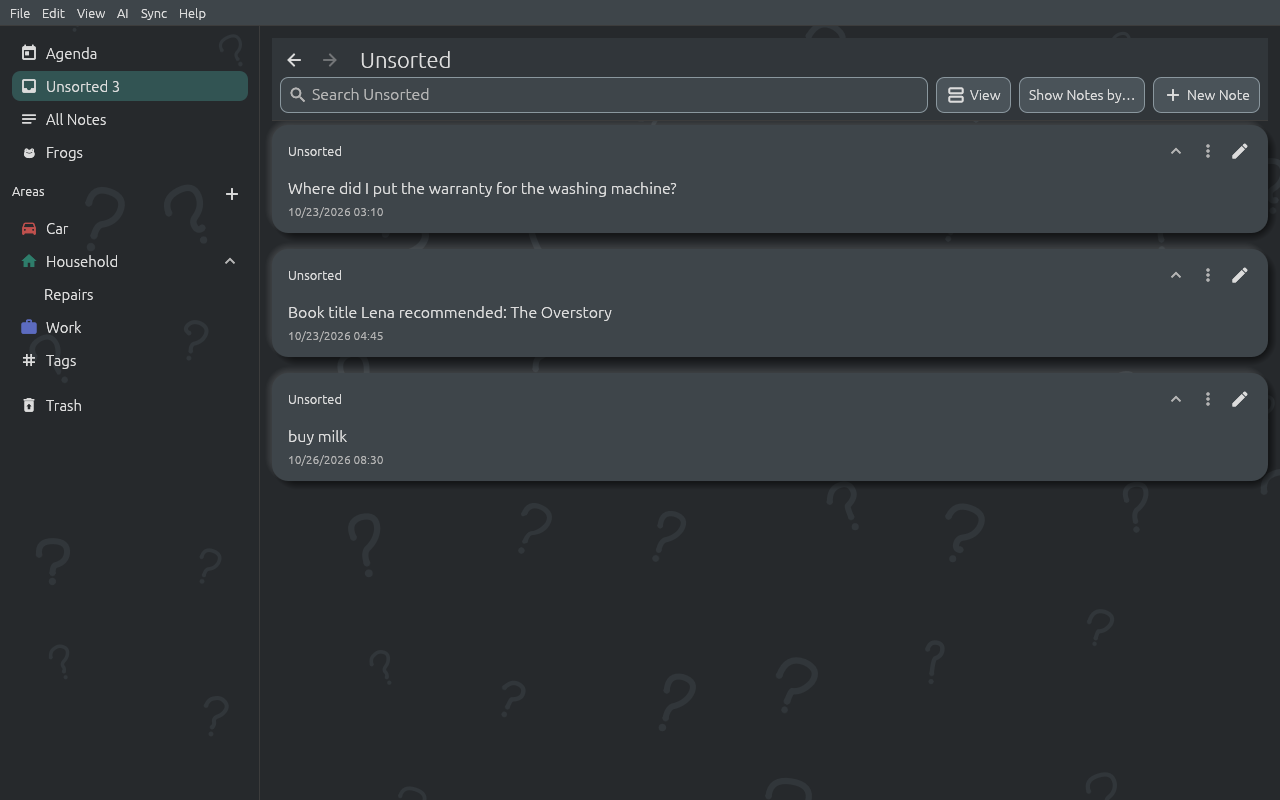 File Edit View AI Sync Help
Agenda
Unsorted 3
All Notes
Frogs
Areas
Car
Household
Repairs
Work
Tags
Trash
Unsorted
Search Unsorted
View
Show Notes by...
New Note
Unsorted
Where did I put the warranty for the washing machine?
10/23/2026 03:10
Unsorted
Book title Lena recommended: The Overstory
10/23/2026 04:45
Unsorted
buy milk
10/26/2026 08:30